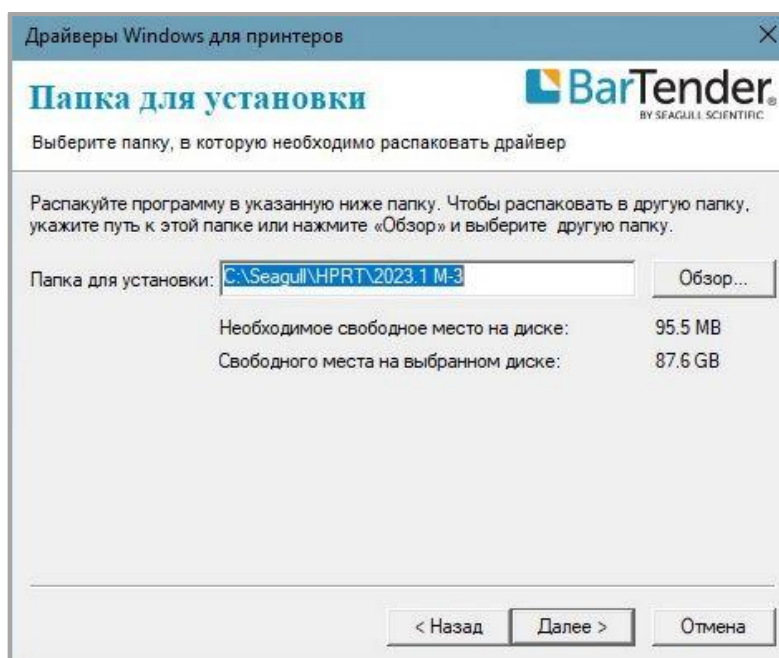 Драйверы Windows для принтеров
Папка для установки
BarTender®
BY SEAGULL SCIENTIFIC
Выберите папку, в которую необходимо распаковать драйвер
Распакуйте программу в указанную ниже папку. Чтобы распаковать в другую папку,
укажите путь к этой папке или нажмите «Обзор» и выберите другую папку.
Папка для установки: C:\Seagull\HPRT\2023.1 M-3 Обзор...
Необходимое свободное место на диске: 95.5 MB
Свободного места на выбранном диске: 87.6 GB
< Назад Далее > Отмена